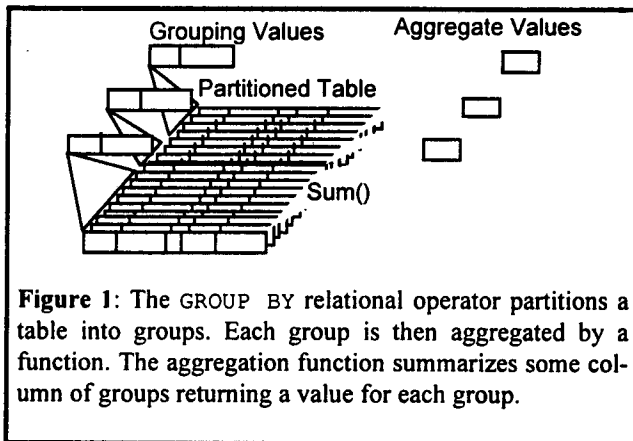 Grouping Values
Aggregate Values
Partitioned Table
Sum()
Figure 1: The GROUP BY relational operator partitions a
table into groups. Each group is then aggregated by a
function. The aggregation function summarizes some col-
umn of groups returning a value for each group.